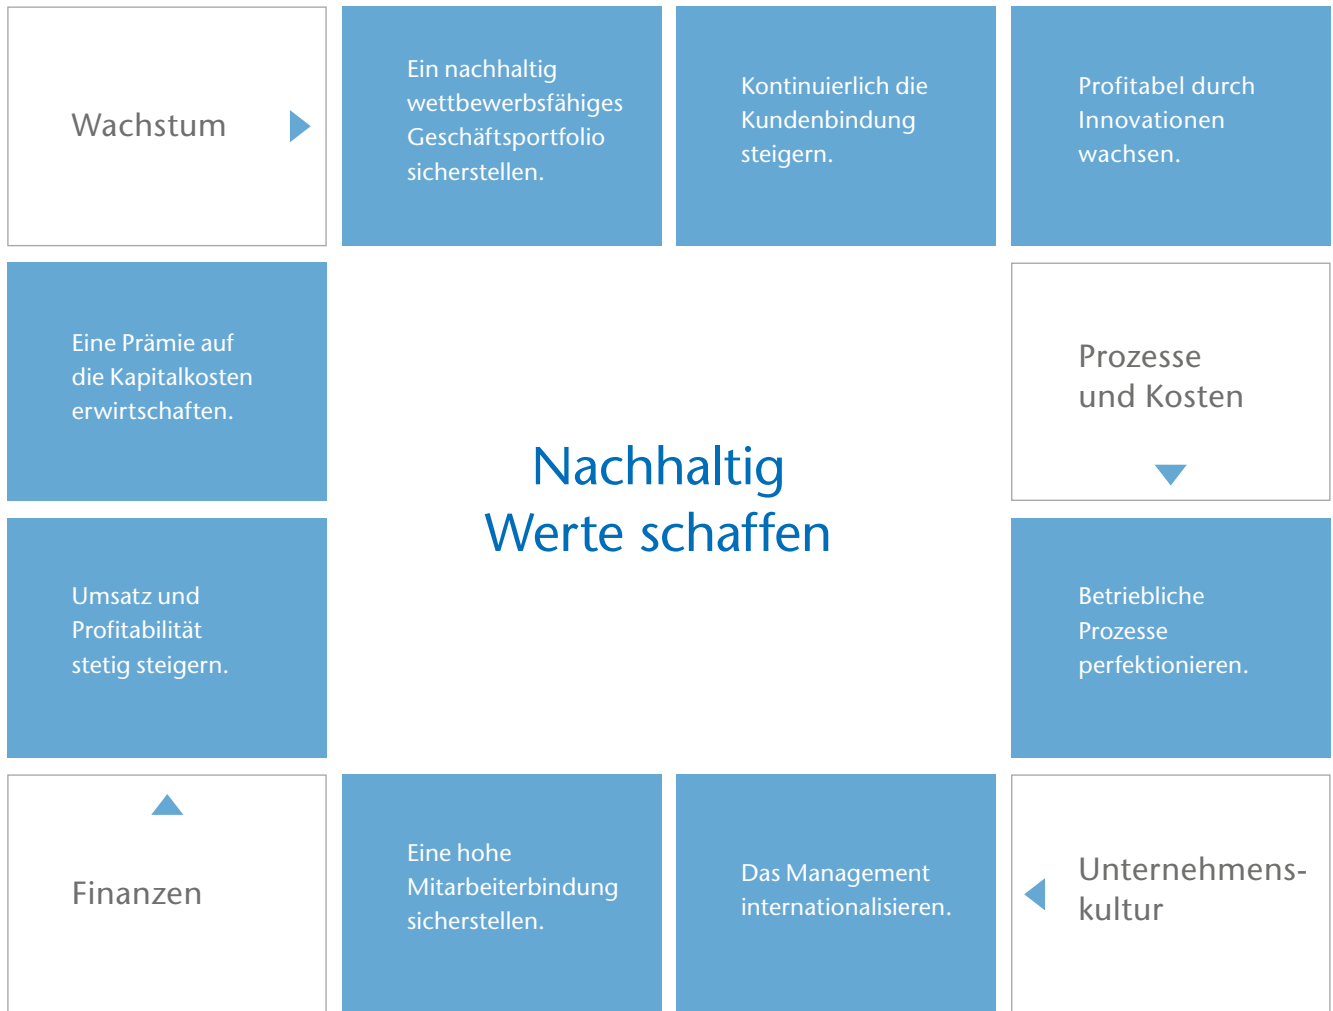 Wachstum
Ein nachhaltig
wettbewerbsfähiges
Geschäftsportfolio
sicherstellen.
Kontinuierlich die
Kundenbindung
steigern.
Profitabel durch
Innovationen
wachsen.
Eine Prämie auf
die Kapitalkosten
erwirtschaften.
Nachhaltig
Werte schaffen
Prozesse
und Kosten
Umsatz und
Profitabilität
stetig steigern.
Betriebliche
Prozesse
perfektionieren.
Finanzen
Eine hohe
Mitarbeiterbindung
sicherstellen.
Das Management
internationalisieren.
Unternehmens-
kultur